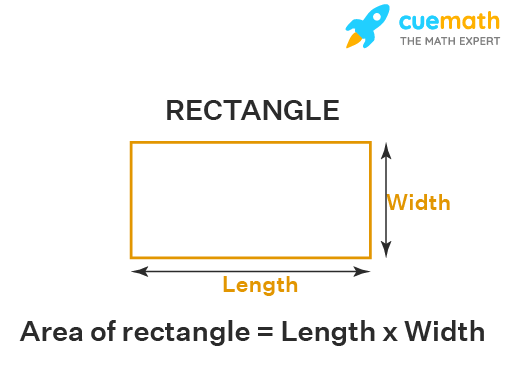 cuemath
THE MATH EXPERT
RECTANGLE
Width
Length
Area of rectangle = Length x Width